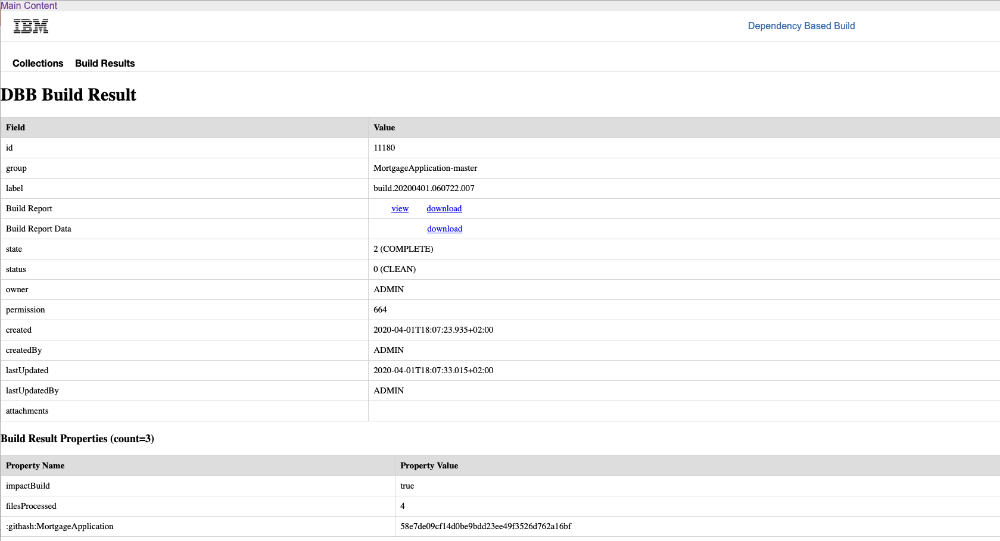 Main Content
IBM
Dependency Based Build
Collections Build Results
DBB Build Result
Field Value
id 11180
group MortgageApplication-master
label build.20200401.060722.007
Build Report view download
Build Report Data download
state 2 (COMPLETE)
status 0 (CLEAN)
owner ADMIN
permission 664
created 2020-04-01T18:07:23.935+02:00
createdBy ADMIN
lastUpdated 2020-04-01T18:07:33.015+02:00
lastUpdatedBy ADMIN
attachments
Build Result Properties (count=3)
Property Name Property Value
impactBuild true
filesProcessed 4
:githash:MortgageApplication 58e7de09cf14d0be9bdd23ee49f3526d762a16bf